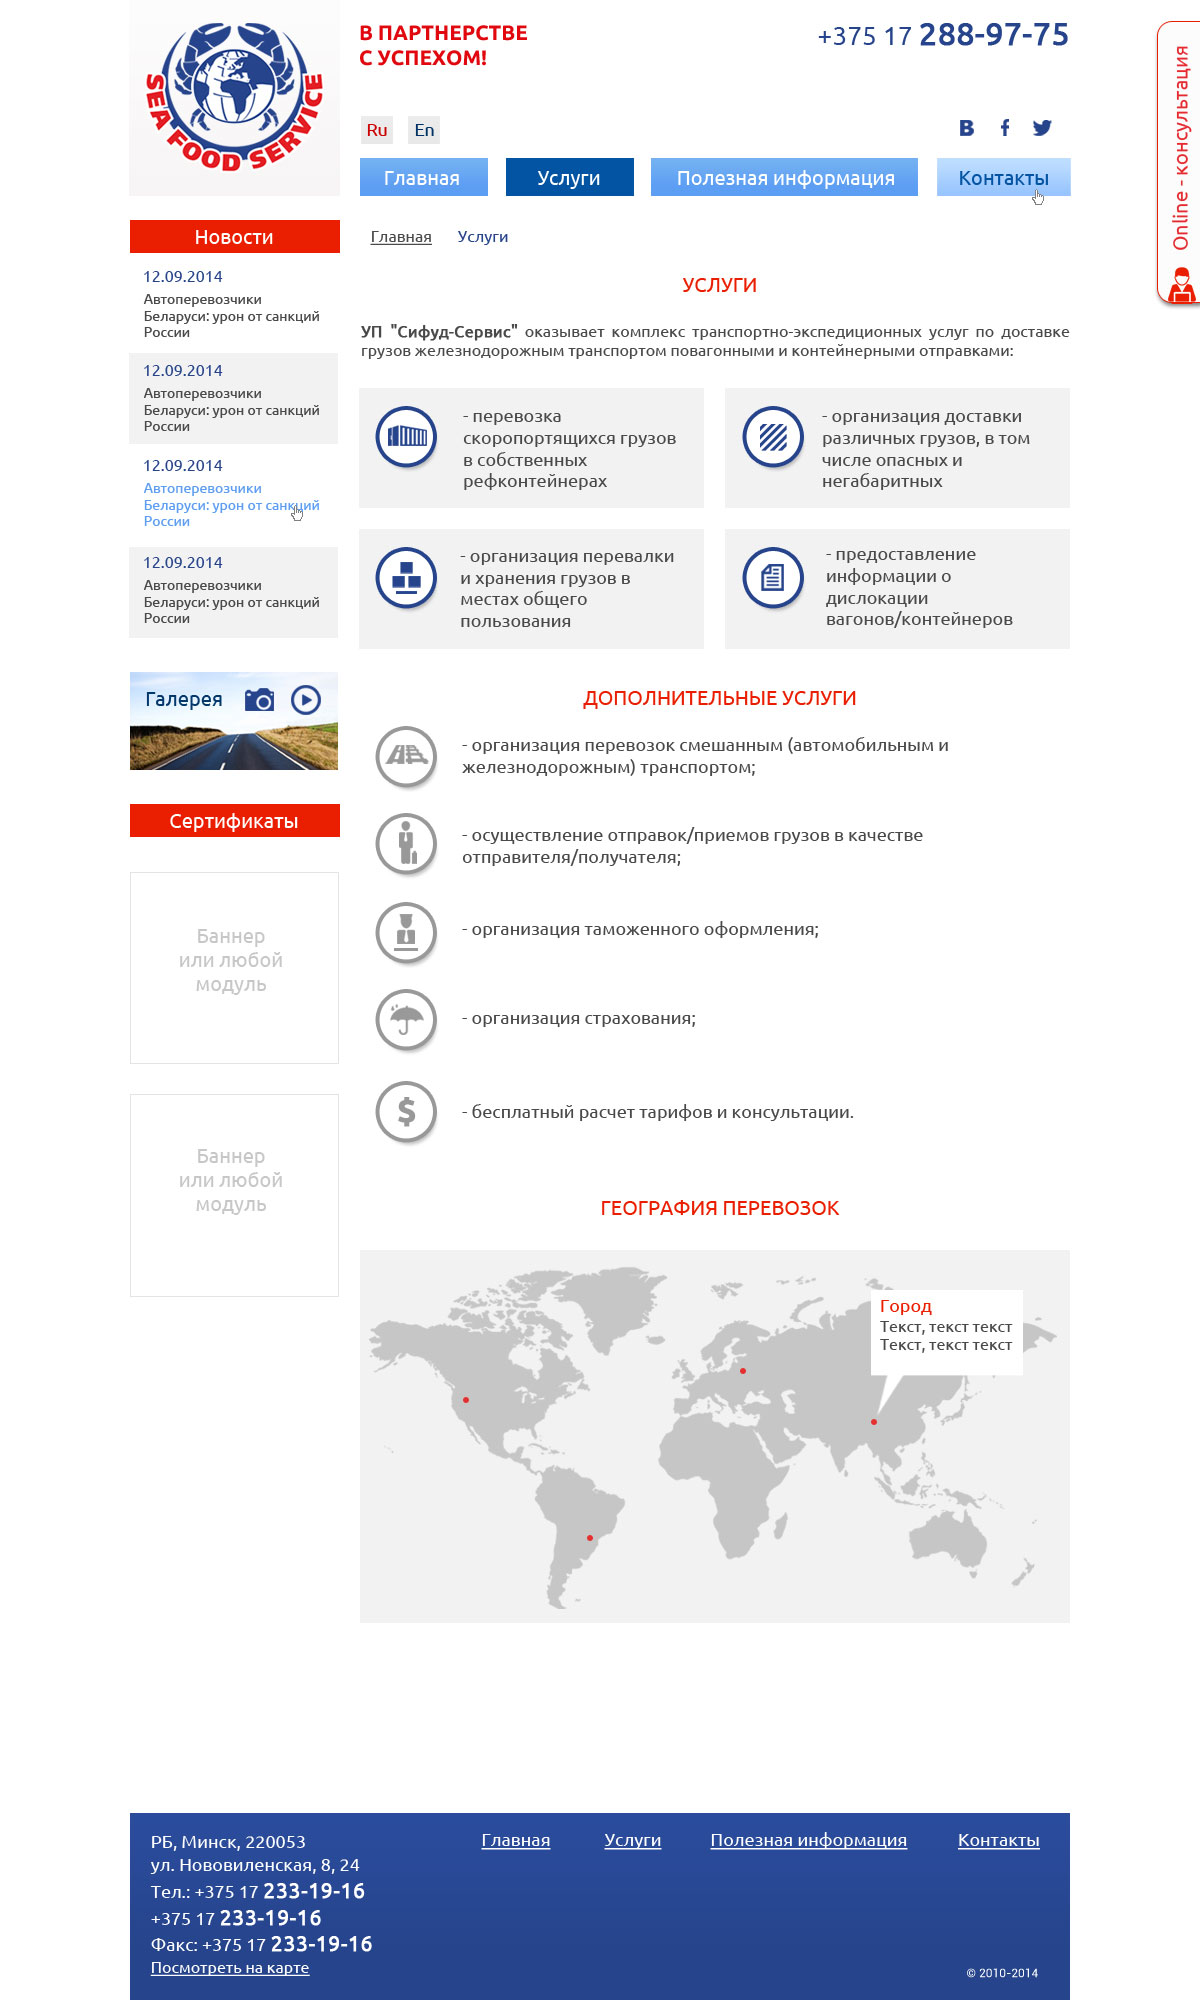 SEA FOOD SERVICE
В ПАРТНЕРСТВЕ
С УСПЕХОМ!
+375 17 288-97-75
Online - консультация
Ru En
В f
Главная Услуги Полезная информация Контакты
Новости
12.09.2014
Автоперевозчики
Беларуси: урон от санкций
России
12.09.2014
Автоперевозчики
Беларуси: урон от санкций
России
12.09.2014
Автоперевозчики
Беларуси: урон от санкций
России
12.09.2014
Автоперевозчики
Беларуси: урон от санкций
России
Галерея
Сертификаты
Баннер
или любой
модуль
Баннер
или любой
модуль
Главная Услуги
УСЛУГИ
УП "Сифуд-Сервис" оказывает комплекс транспортно-экспедиционных услуг по доставке
грузов железнодорожным транспортом повагонными и контейнерными отправками:
- перевозка
скоропортящихся грузов
в собственных
рефконтейнерах
- организация доставки
различных грузов, в том
числе опасных и
негабаритных
- организация перевалки
и хранения грузов в
местах общего
пользования
- предоставление
информации о
дислокации
вагонов/контейнеров
ДОПОЛНИТЕЛЬНЫЕ УСЛУГИ
- организация перевозок смешанным (автомобильным и
железнодорожным) транспортом;
- осуществление отправок/приемов грузов в качестве
отправителя/получателя;
- организация таможенного оформления;
- организация страхования;
$
- бесплатный расчет тарифов и консультации.
ГЕОГРАФИЯ ПЕРЕВОЗОК
Город
Текст, текст текст
Текст, текст текст
РБ, Минск, 220053
ул. Нововиленская, 8, 24
Тел.: +375 17 233-19-16
+375 17 233-19-16
Факс: +375 17 233-19-16
Посмотреть на карте
Главная Услуги Полезная информация Контакты
© 2010-2014